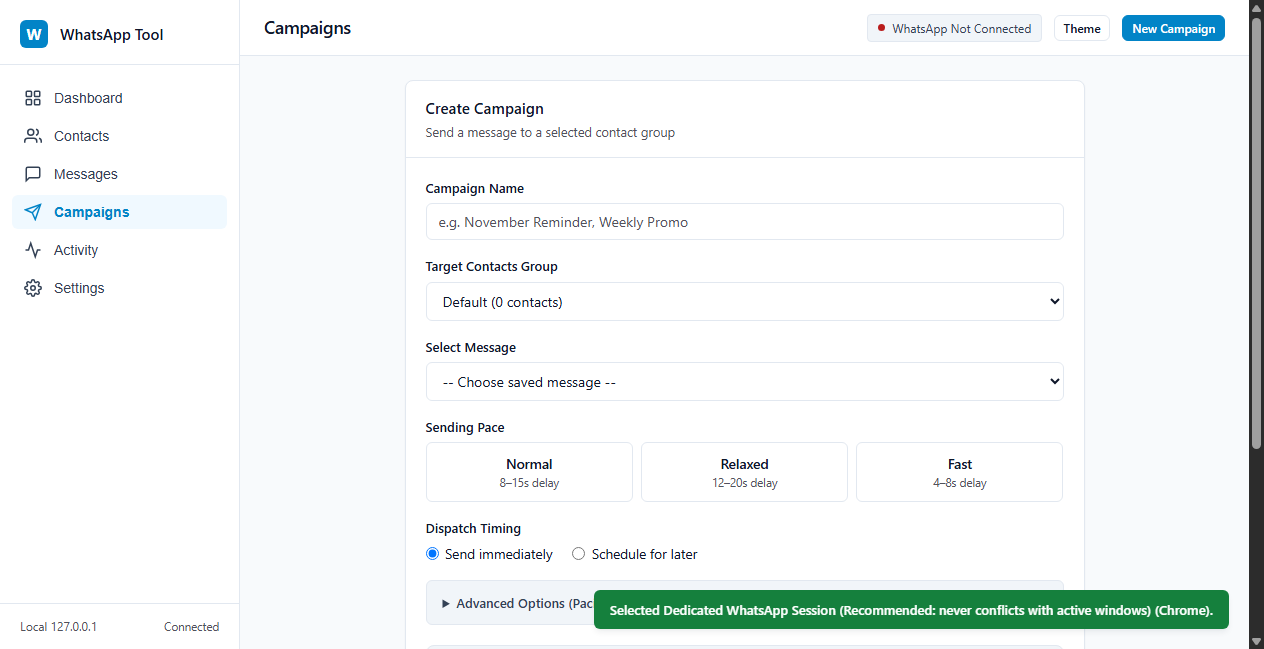 W WhatsApp Tool
Dashboard
Contacts
Messages
Campaigns
Activity
Settings
Local 127.0.0.1 Connected
Campaigns
WhatsApp Not Connected
Theme
New Campaign
Create Campaign
Send a message to a selected contact group
Campaign Name
e.g. November Reminder, Weekly Promo
Target Contacts Group
Default (0 contacts)
Select Message
-- Choose saved message --
Sending Pace
Normal
8–15s delay
Relaxed
12–20s delay
Fast
4–8s delay
Dispatch Timing
Send immediately
Schedule for later
Advanced Options
Selected Dedicated WhatsApp Session (Recommended: never conflicts with active windows) (Chrome).